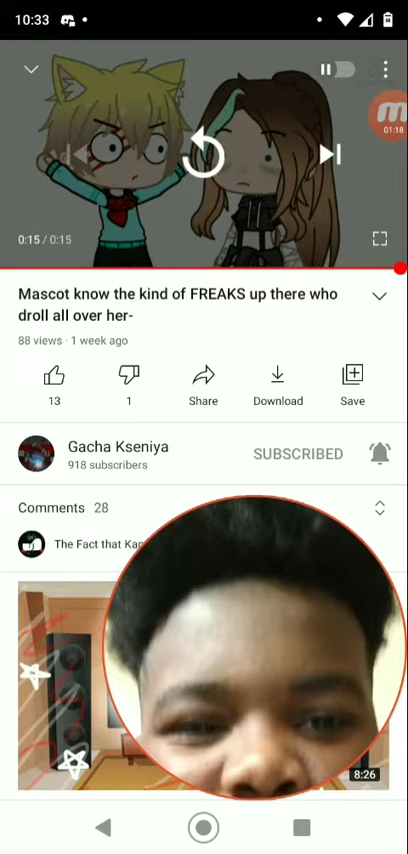 10:33
01:18
0:15 / 0:15
Mascot know the kind of FREAKS up there who
droll all over her-
88 views · 1 week ago
13
1
Share
Download
Save
Gacha Kseniya
918 subscribers
SUBSCRIBED
Comments 28
The Fact that
8:26